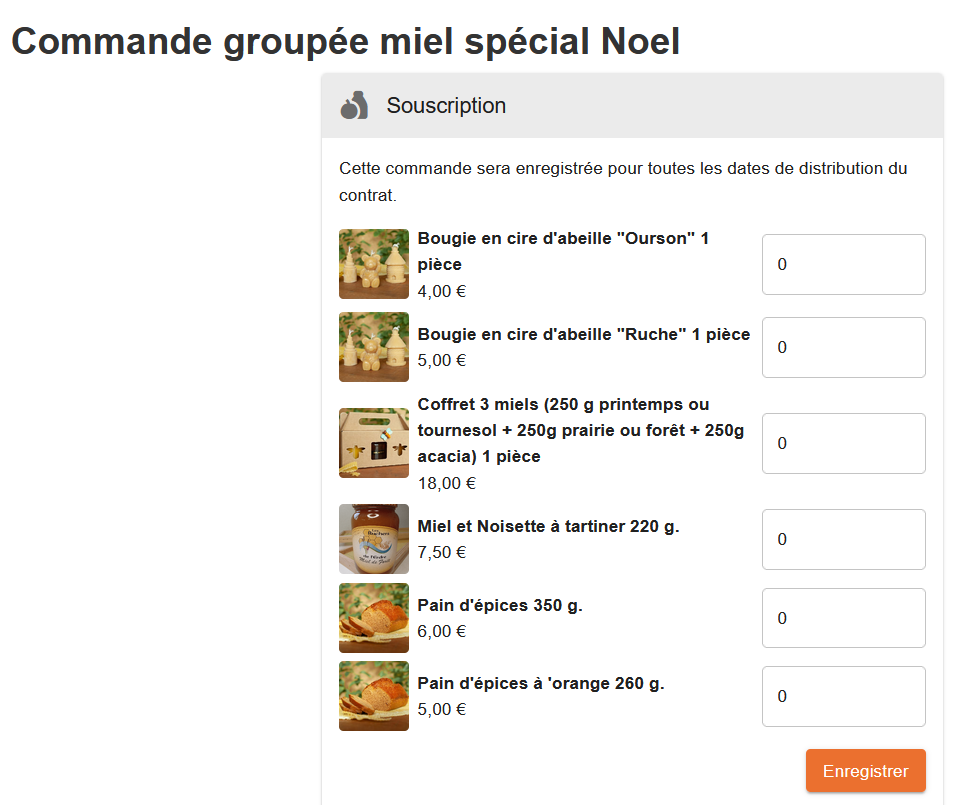 Commande groupée miel spécial Noel
Souscription
Cette commande sera enregistrée pour toutes les dates de distribution du
contrat.
Bougie en cire d'abeille "Ourson" 1
pièce
4,00 €
0
Bougie en cire d'abeille "Ruche" 1 pièce
5,00 €
0
Coffret 3 miels (250 g printemps ou
tournesol + 250g prairie ou forêt + 250g
acacia) 1 pièce
18,00 €
0
Miel et Noisette à tartiner 220 g.
7,50 €
0
Pain d'épices 350 g.
6,00 €
0
Pain d'épices à 'orange 260 g.
5,00 €
0
Enregistrer